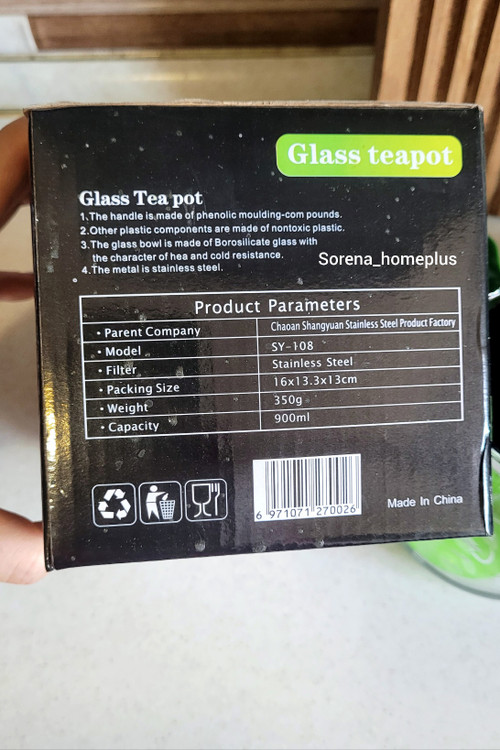 Glass teapot
Glass Tea pot
1.The handle is made of phenolic moulding-com pounds.
2.Other plastic components are made of nontoxic plastic.
3.The glass bowl is made of Borosilicate glass with
the character of hea and cold resistance.
4.The metal is stainless steel.
Sorena_homeplus
Product Parameters
• Parent Company Chaoan Shangyuan Stainless Steel Product Factory
• Model SY-108
• Filter Stainless Steel
• Packing Size 16x13.3x13cm
• Weight 350g
• Capacity 900ml
6 971071 270026
Made In China